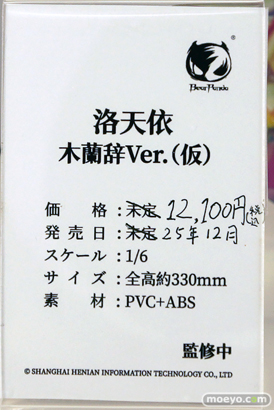 BearPanda
®
洛天依
木蘭辞Ver.(仮)
価　　格：未定 12,100円(税込)
発 売 日：未定 25年12月
スケール：1/6
サ イ ズ：全高約330mm
素　　材：PVC+ABS
監修中
© SHANGHAI HENIAN INFORMATION TECHNOLOGY CO., LTD
moeyo.com